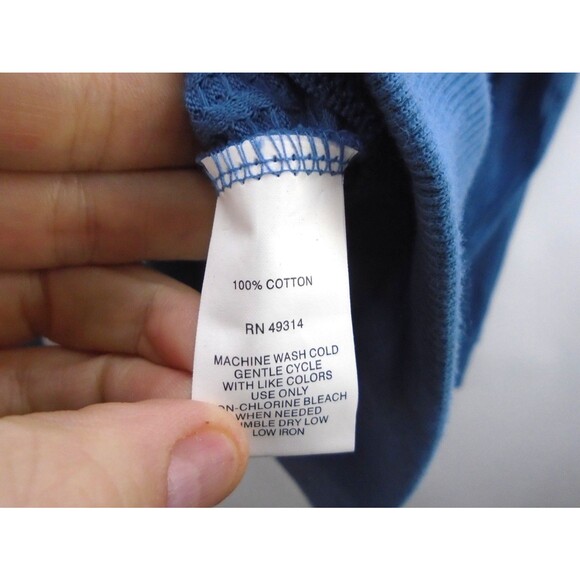 100% COTTON
RN 49314
MACHINE WASH COLD
GENTLE CYCLE
WITH LIKE COLORS
USE ONLY
ON-CHLORINE BLEACH
WHEN NEEDED
UMBLE DRY LOW
LOW IRON